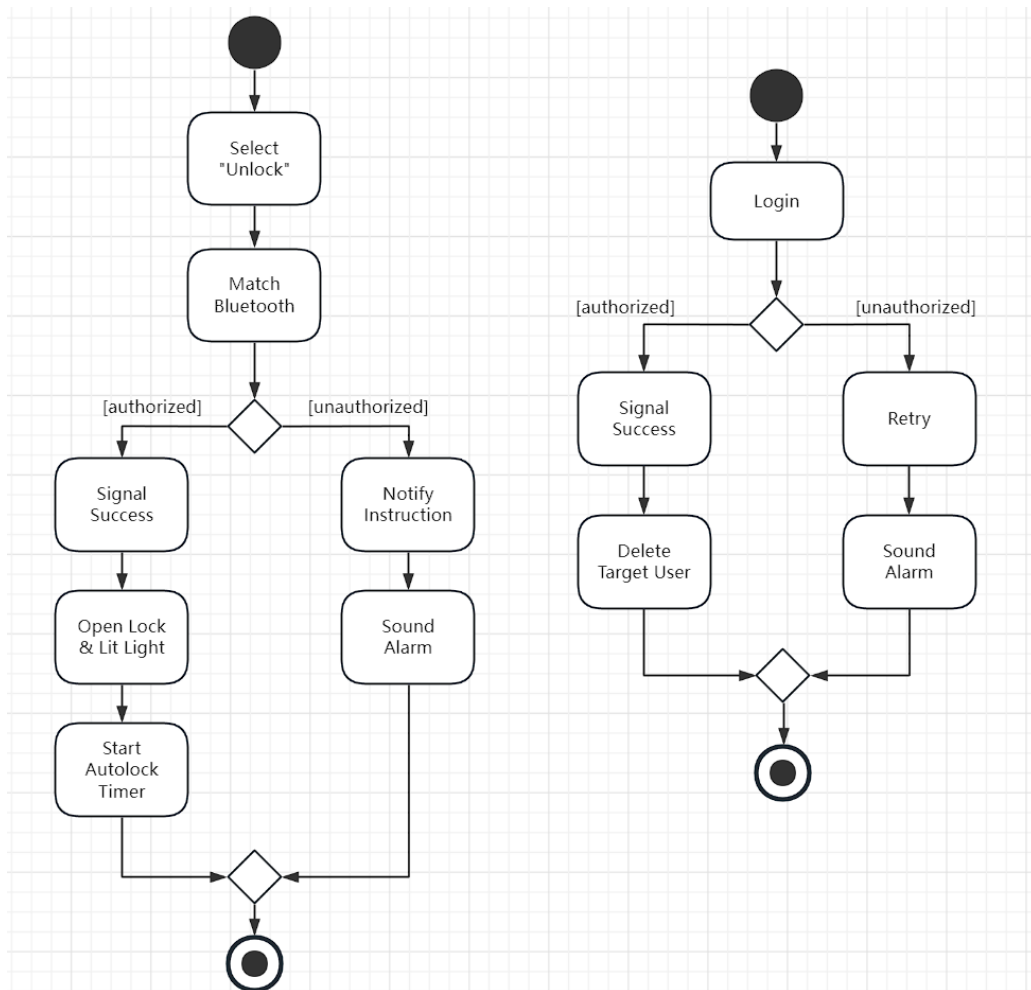 Select
"Unlock"
Match
Bluetooth
[authorized]
[unauthorized]
Signal
Success
Notify
Instruction
Open Lock
& Lit Light
Sound
Alarm
Start
Autolock
Timer
Login
[authorized]
[unauthorized]
Signal
Success
Retry
Delete
Target User
Sound
Alarm